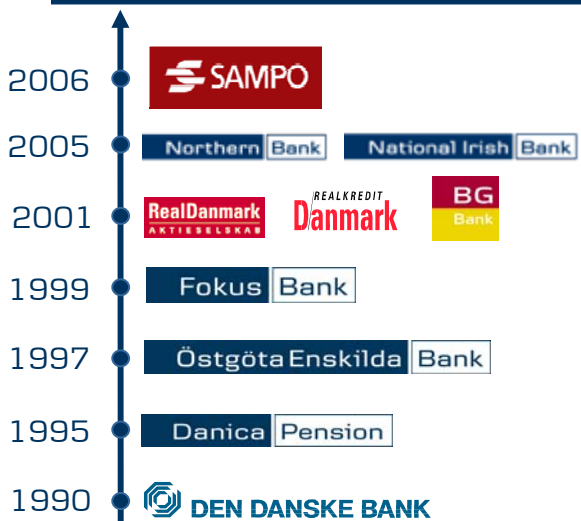 2006 SAMPO
2005 Northern Bank National Irish Bank
2001 RealDanmark AKTIESELSKAB REALKREDIT Danmark BG Bank
1999 Fokus Bank
1997 Östgöta Enskilda Bank
1995 Danica Pension
1990 DEN DANSKE BANK